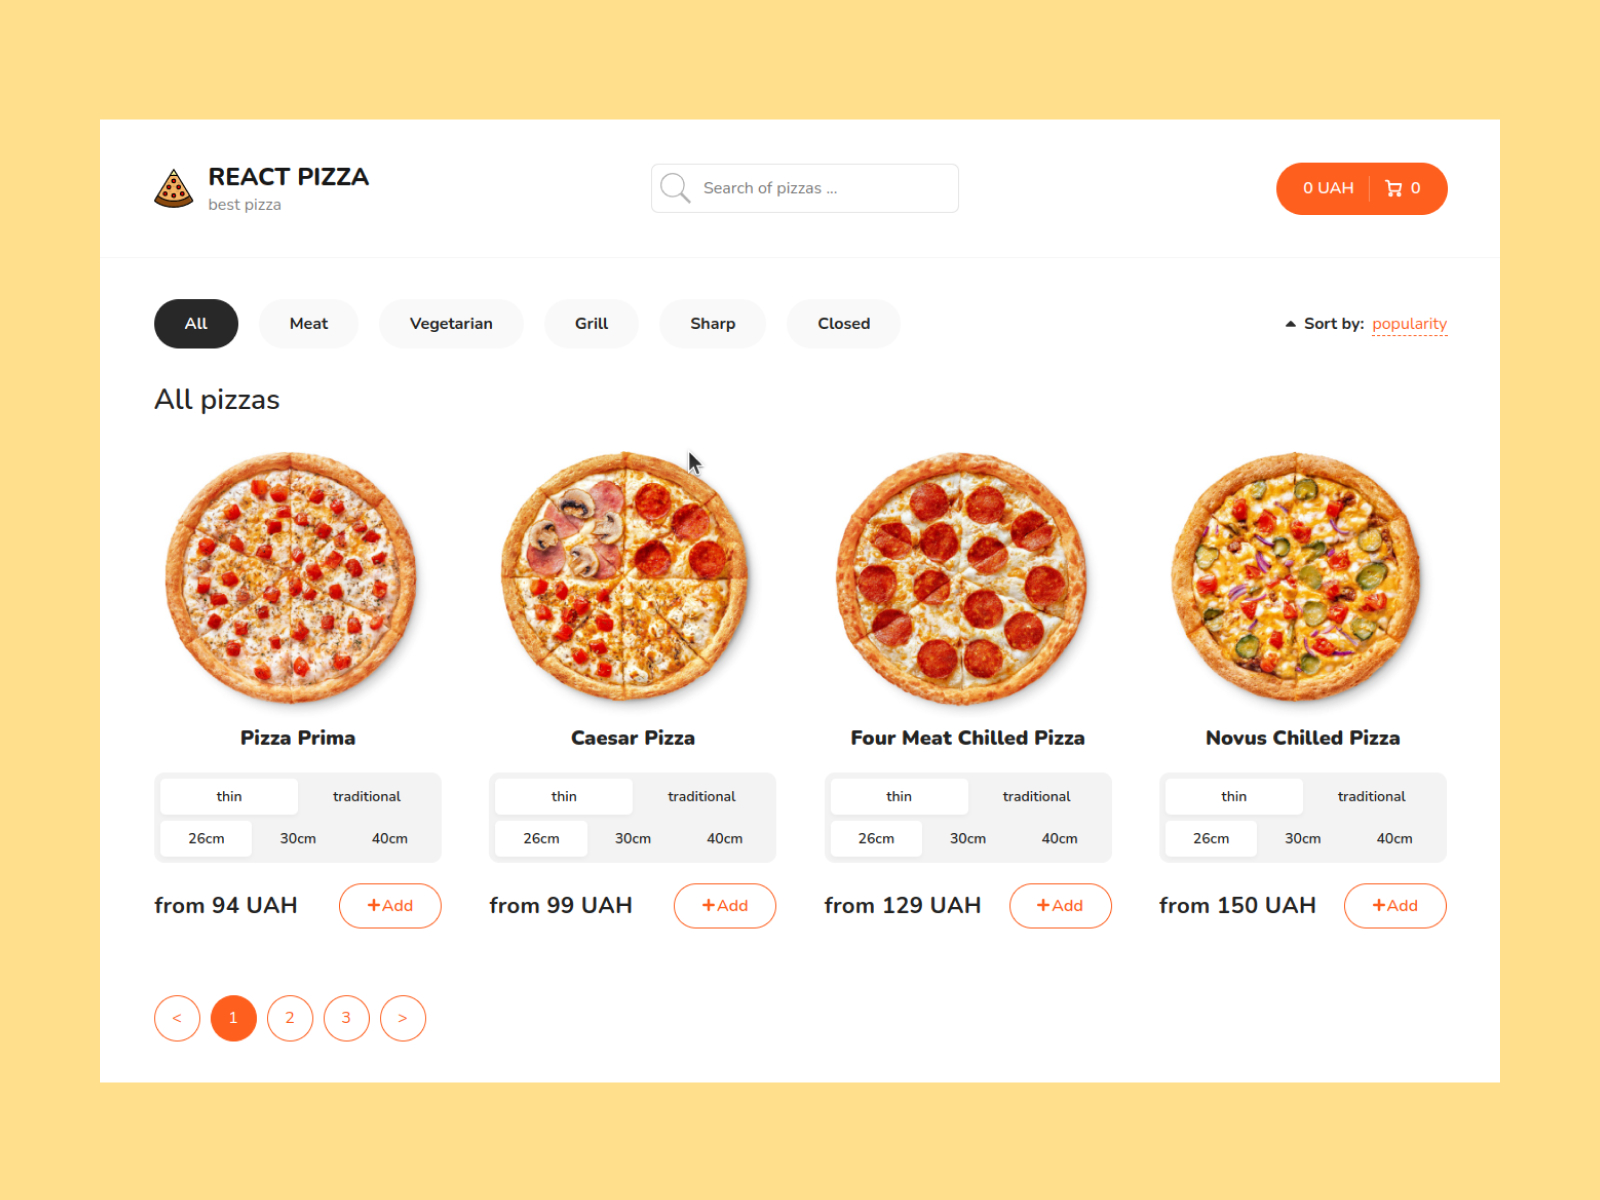 REACT PIZZA
best pizza
Search of pizzas ...
0 UAH 0
All Meat Vegetarian Grill Sharp Closed
Sort by: popularity
All pizzas
Pizza Prima Caesar Pizza Four Meat Chilled Pizza Novus Chilled Pizza
thin traditional thin traditional thin traditional thin traditional
26cm 30cm 40cm 26cm 30cm 40cm 26cm 30cm 40cm 26cm 30cm 40cm
from 94 UAH +Add from 99 UAH +Add from 129 UAH +Add from 150 UAH +Add
< 1 2 3 >